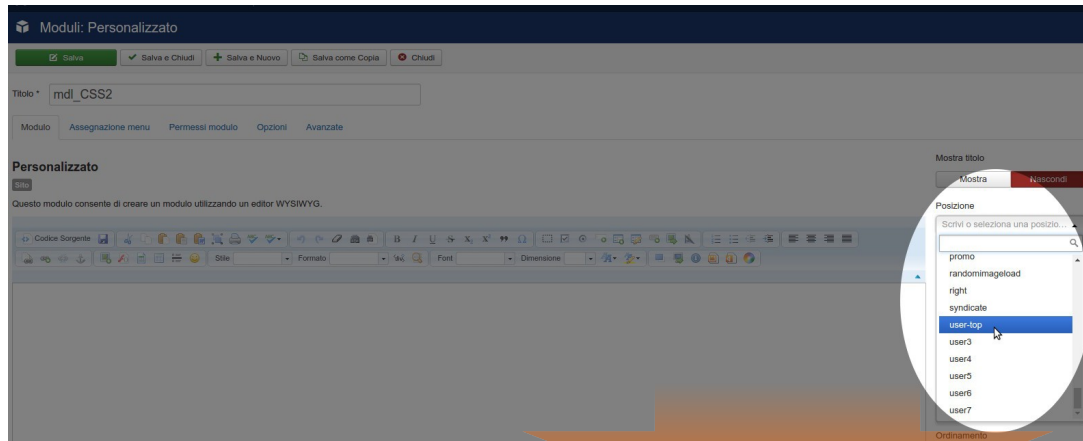 Moduli: Personalizzato
Salva
Salva e Chiudi
Salva e Nuovo
Salva come Copia
Chiudi
Titolo *
mdl_CSS2
Modulo
Assegnazione menu
Permessi modulo
Opzioni
Avanzate
Personalizzato
Sito
Questo modulo consente di creare un modulo utilizzando un editor WYSIWYG.
Codice Sorgente
Stile
Formato
Font
Dimensione
Mostra titolo
Mostra
Nascondi
Posizione
Scrivi o seleziona una posizio...
promo
randomimageload
right
syndicate
user-top
user3
user4
user5
user6
user7
Ordinamento